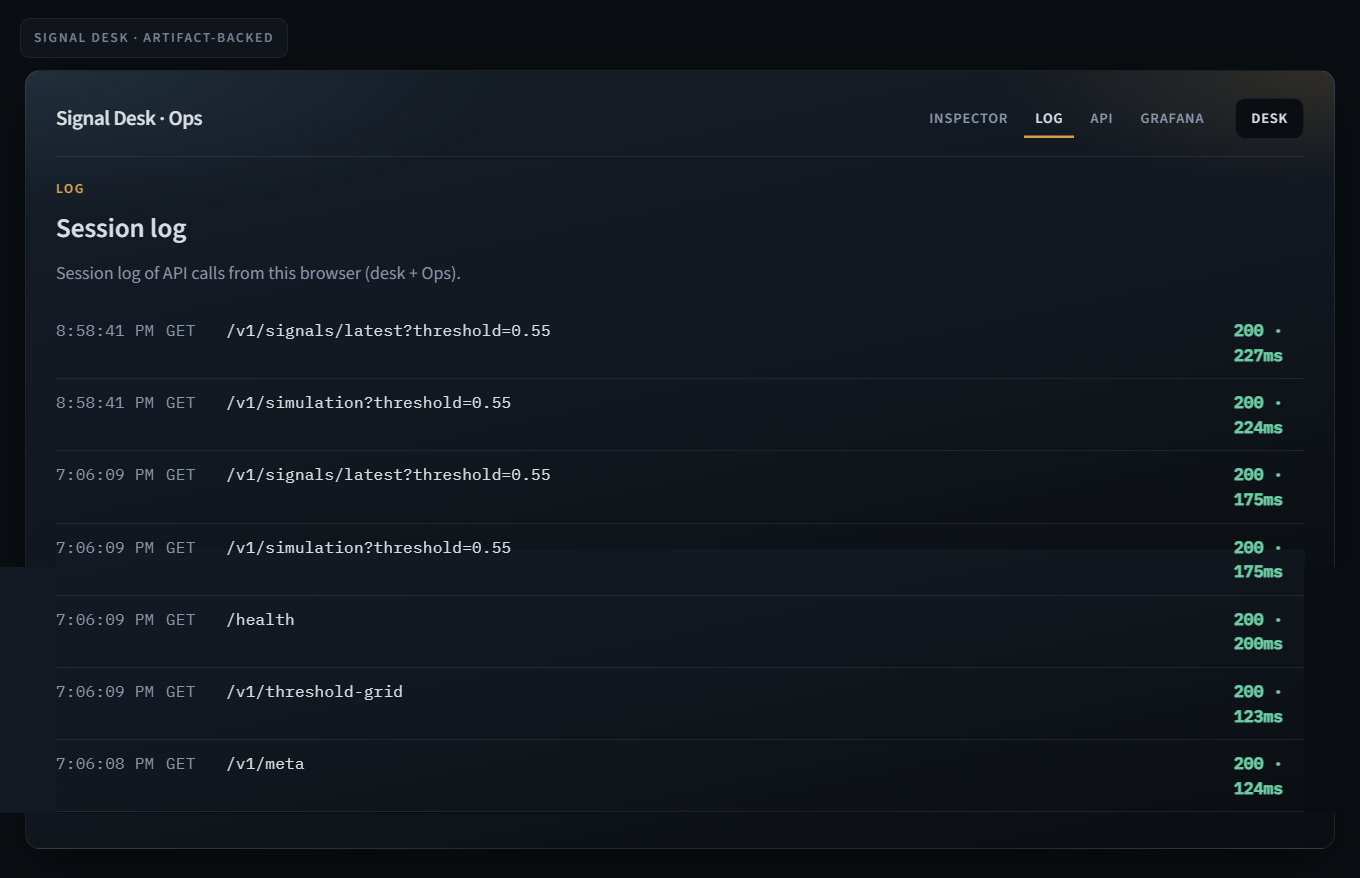 SIGNAL DESK · ARTIFACT-BACKED
Signal Desk · Ops
INSPECTOR LOG API GRAFANA DESK
LOG
Session log
Session log of API calls from this browser (desk + Ops).
8:58:41 PM GET /v1/signals/latest?threshold=0.55 200 ·
227ms
8:58:41 PM GET /v1/simulation?threshold=0.55 200 ·
224ms
7:06:09 PM GET /v1/signals/latest?threshold=0.55 200 ·
175ms
7:06:09 PM GET /v1/simulation?threshold=0.55 200 ·
175ms
7:06:09 PM GET /health 200 ·
200ms
7:06:09 PM GET /v1/threshold-grid 200 ·
123ms
7:06:08 PM GET /v1/meta 200 ·
124ms